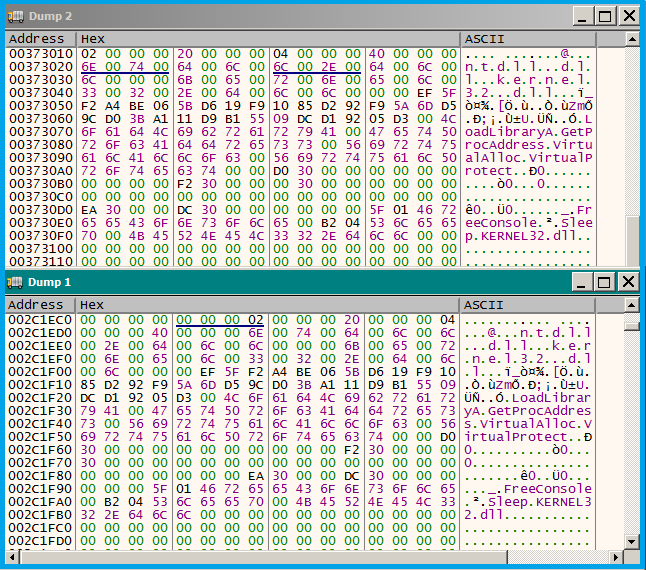 Dump 2
Address Hex ASCII
00373010 02 00 00 00 20 00 00 00 04 00 00 00 40 00 00 00 .... .......@...
00373020 6E 00 74 00 64 00 6C 00 6C 00 2E 00 64 00 6C 00 n.t.d.l.l...d.l.
00373030 6C 00 00 00 6B 00 65 00 72 00 6E 00 65 00 6C 00 l...k.e.r.n.e.l.
00373040 33 00 32 00 2E 00 64 00 6C 00 6C 00 00 00 EF 5F 3.2...d.l.l...ï_
00373050 F2 A4 BE 06 5B D6 19 F9 10 85 D2 92 F9 5A 6D D5 ò¤¾.[Ö.ù..Ò.ùZmÕ
00373060 9C D0 3B A1 11 D9 B1 55 09 DC D1 92 05 D3 00 4C .Ð;¡.Ù±U.ÜÑ..Ó.L
00373070 6F 61 64 4C 69 62 72 61 72 79 41 00 47 65 74 50 oadLibraryA.GetP
00373080 72 6F 63 41 64 64 72 65 73 73 00 56 69 72 74 75 rocAddress.Virtu
00373090 61 6C 41 6C 6C 6F 63 00 56 69 72 74 75 61 6C 50 alAlloc.VirtualP
003730A0 72 6F 74 65 63 74 00 00 D0 30 00 00 00 00 00 00 rotect..Ð0......
003730B0 00 00 00 00 F2 30 00 00 00 30 00 00 00 00 00 00 ....ò0...0......
003730C0 00 00 00 00 00 00 00 00 00 00 00 00 00 00 00 00 ................
003730D0 EA 30 00 00 DC 30 00 00 00 00 00 00 5F 01 46 72 ê0..Ü0......_.Fr
003730E0 65 65 43 6F 6E 73 6F 6C 65 00 B2 04 53 6C 65 65 eeConsole.².Slee
003730F0 70 00 4B 45 52 4E 45 4C 33 32 2E 64 6C 6C 00 00 p.KERNEL32.dll..
00373100 00 00 00 00 00 00 00 00 00 00 00 00 00 00 00 00 ................
00373110 00 00 00 00 00 00 00 00 00 00 00 00 00 00 00 00 ................
Dump 1
Address Hex ASCII
002C1EC0 00 00 00 00 00 00 00 02 00 00 00 20 00 00 00 04 ........... ....
002C1ED0 00 00 00 40 00 00 00 6E 00 74 00 64 00 6C 00 6C ...@...n.t.d.l.l
002C1EE0 00 2E 00 64 00 6C 00 6C 00 00 00 6B 00 65 00 72 ...d.l.l...k.e.r
002C1EF0 00 6E 00 65 00 6C 00 33 00 32 00 2E 00 64 00 6C .n.e.l.3.2...d.l
002C1F00 00 6C 00 00 00 EF 5F F2 A4 BE 06 5B D6 19 F9 10 .l...ï_ò¤¾.[Ö.ù.
002C1F10 85 D2 92 F9 5A 6D D5 9C D0 3B A1 11 D9 B1 55 09 .Ò.ùZmÕ.Ð;¡.Ù±U.
002C1F20 DC D1 92 05 D3 00 4C 6F 61 64 4C 69 62 72 61 72 ÜÑ..Ó.LoadLibrar
002C1F30 79 41 00 47 65 74 50 72 6F 63 41 64 64 72 65 73 yA.GetProcAddres
002C1F40 73 00 56 69 72 74 75 61 6C 41 6C 6C 6F 63 00 56 s.VirtualAlloc.V
002C1F50 69 72 74 75 61 6C 50 72 6F 74 65 63 74 00 00 D0 irtualProtect..Ð
002C1F60 30 00 00 00 00 00 00 00 00 00 00 F2 30 00 00 00 0..........ò0...
002C1F70 30 00 00 00 00 00 00 00 00 00 00 00 00 00 00 00 0...............
002C1F80 00 00 00 00 00 00 00 EA 30 00 00 DC 30 00 00 00 .......ê0..Ü0...
002C1F90 00 00 00 5F 01 46 72 65 65 43 6F 6E 73 6F 6C 65 ..._.FreeConsole
002C1FA0 00 B2 04 53 6C 65 65 70 00 4B 45 52 4E 45 4C 33 .².Sleep.KERNEL3
002C1FB0 32 2E 64 6C 6C 00 00 00 00 00 00 00 00 00 00 00 2.dll...........
002C1FC0 00 00 00 00 00 00 00 00 00 00 00 00 00 00 00 00 ................
002C1FD0 00 00 00 00 00 00 00 00 00 00 00 00 00 00 00 00 ................